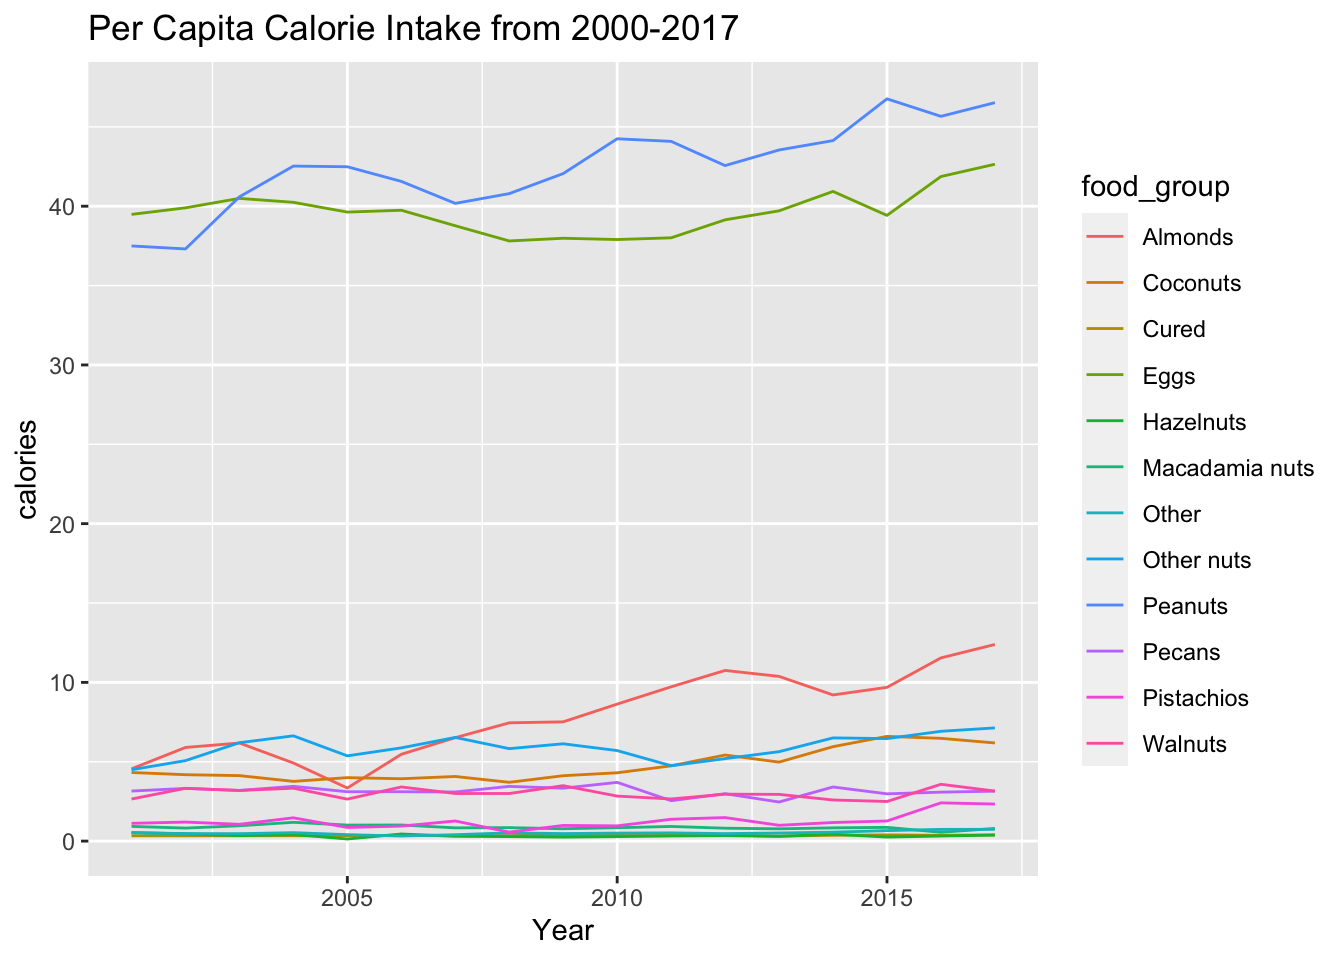 Per Capita Calorie Intake from 2000-2017
calories
40
30
20
10
0
2005
2010
2015
Year
food_group
Almonds
Coconuts
Cured
Eggs
Hazelnuts
Macadamia nuts
Other
Other nuts
Peanuts
Pecans
Pistachios
Walnuts